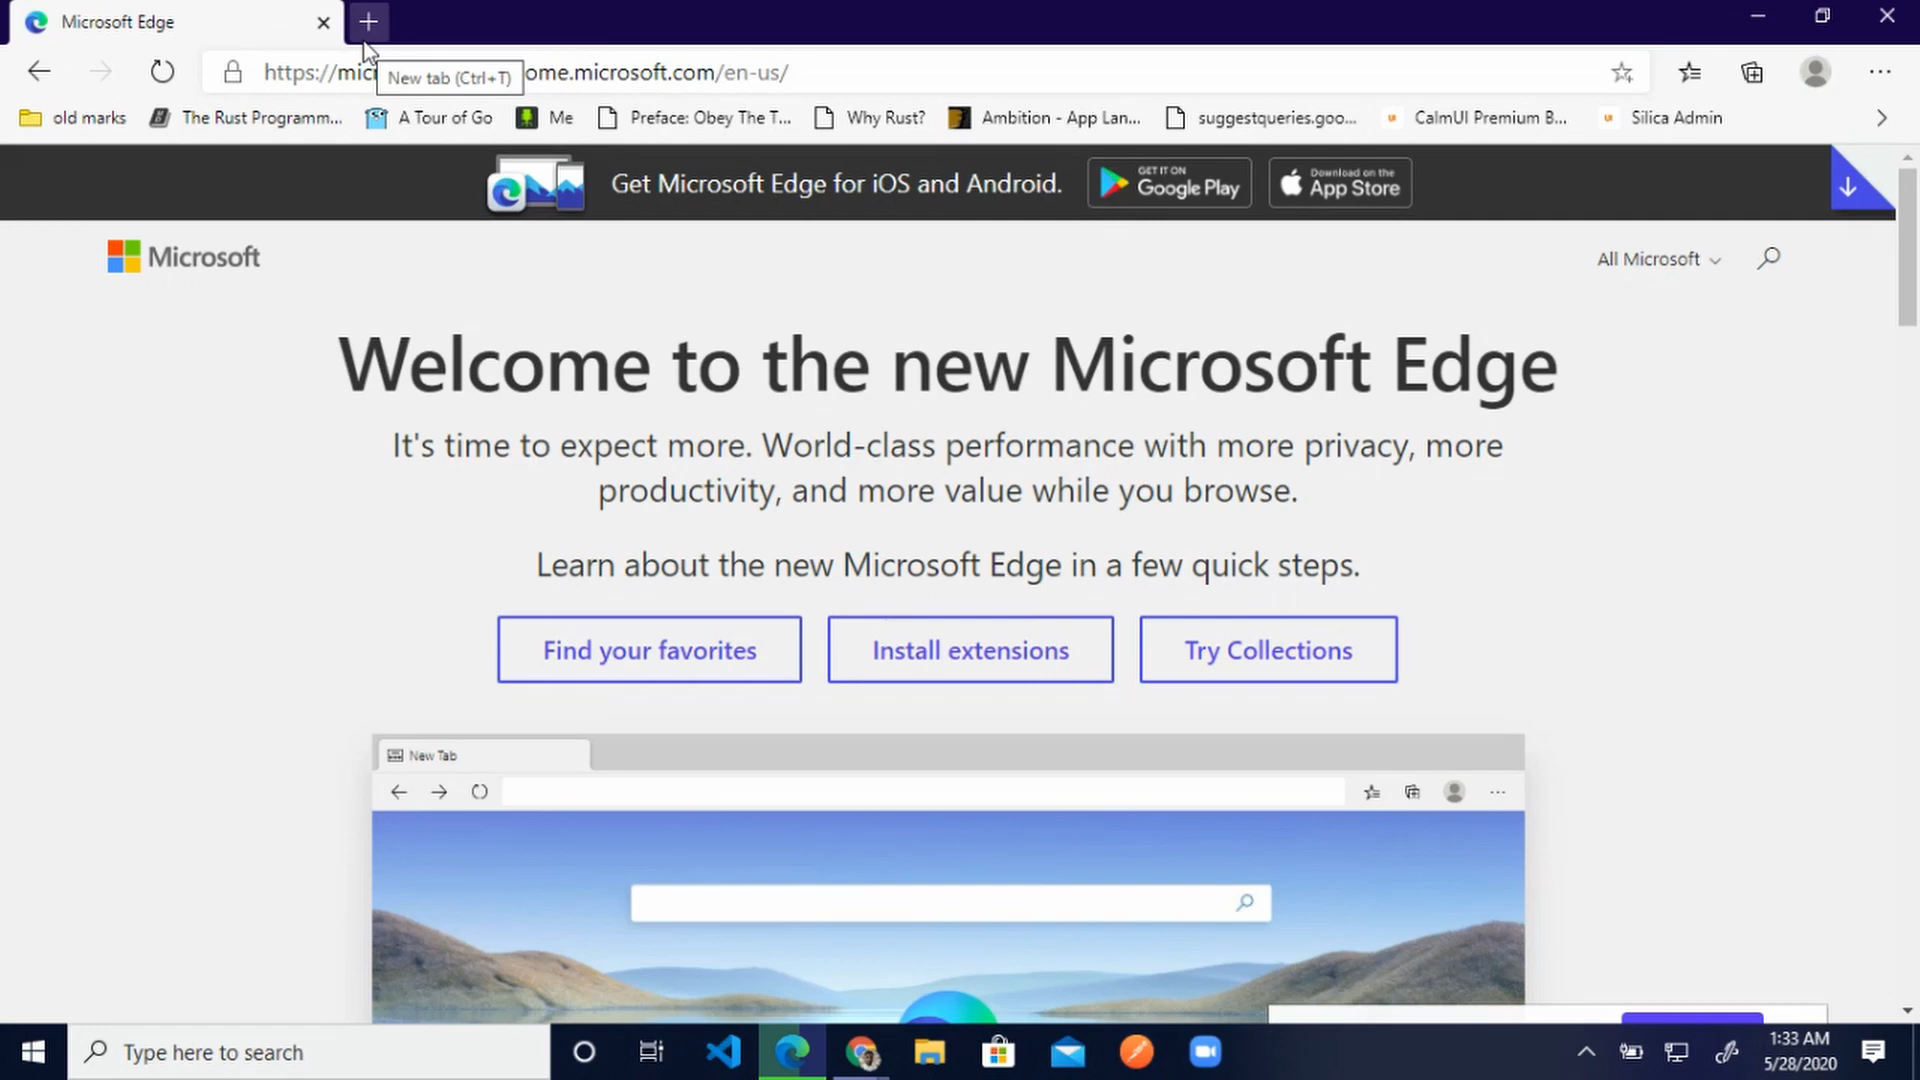 Microsoft Edge
New tab (Ctrl+T)
https://mic ome.microsoft.com/en-us/
old marks
The Rust Programm...
A Tour of Go
Me
Preface: Obey The T...
Why Rust?
Ambition - App Lan...
suggestqueries.goo...
CalmUI Premium B...
Silica Admin
Get Microsoft Edge for iOS and Android.
GET IT ON
Google Play
Download on the
App Store
Microsoft
All Microsoft
Welcome to the new Microsoft Edge
It's time to expect more. World-class performance with more privacy, more
productivity, and more value while you browse.
Learn about the new Microsoft Edge in a few quick steps.
Find your favorites
Install extensions
Try Collections
New Tab
Type here to search
1:33 AM
5/28/2020